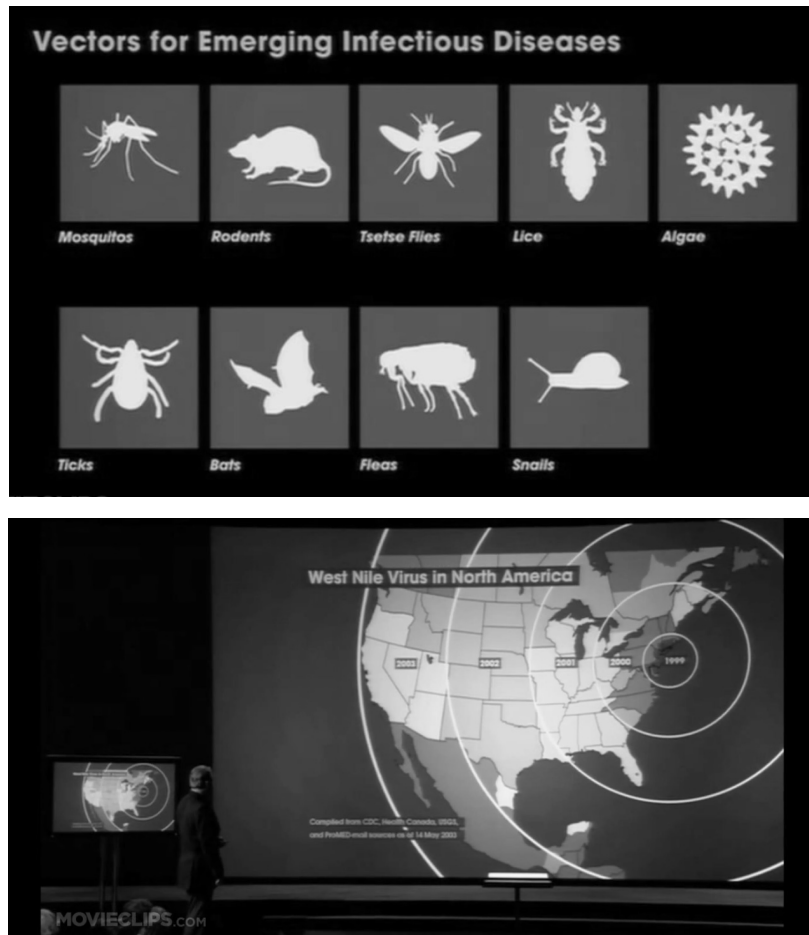 Vectors for Emerging Infectious Diseases
Mosquitos Rodents Tsetse Flies Lice Algae
Ticks Bats Fleas Snails
West Nile Virus in North America
2003 2002 2001 2000 1999
Compiled from CDC, Health Canada, USGS,
and ProMED-mail sources as of 14 May 2003
MOVIECLIPS.COM